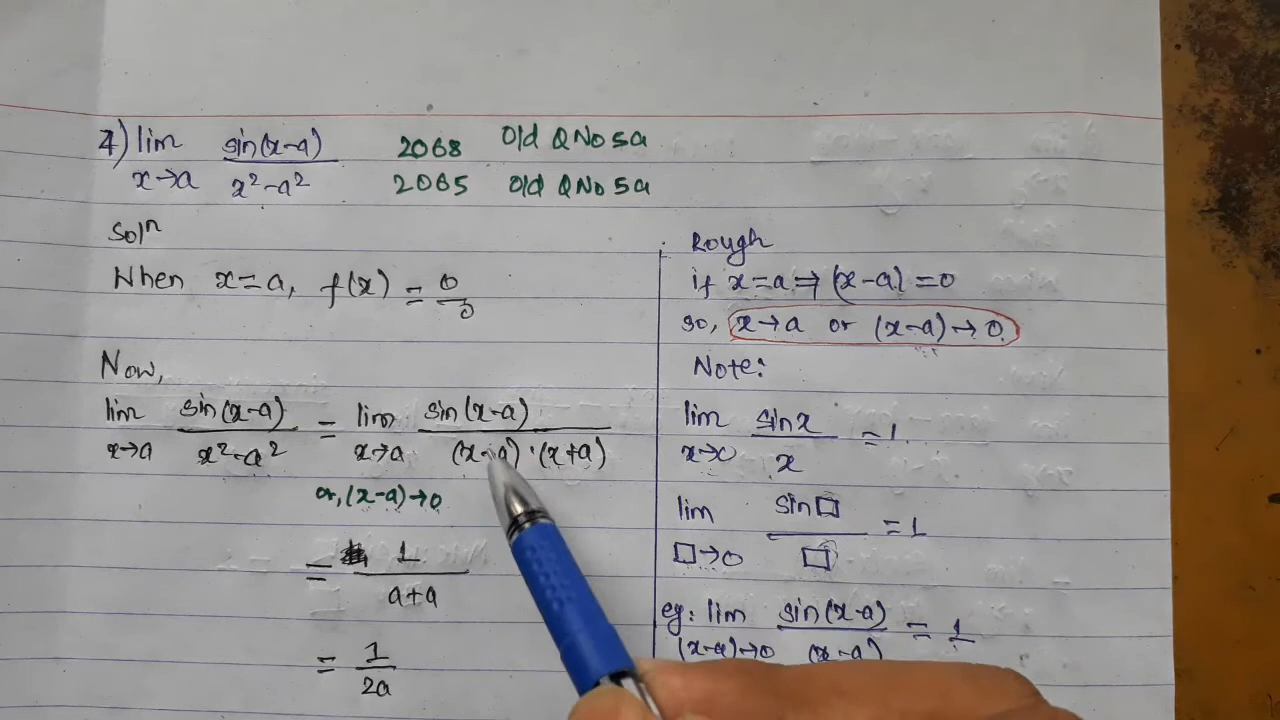 7) lim sin(x-a) 2068 Old Q No 5a
x→a x²-a² 2065 Old Q No 5a
Solⁿ
When x=a, f(x) = 0/0
Now,
lim sin(x-a) = lim sin(x-a)
x→a x²-a² x→a (x-a)·(x+a)
or, (x-a)→0
= 1
a+a
= 1
2a
Rough
if x=a ⇒ (x-a)=0
so, x→a or (x-a)→0
Note:
lim sinx =1.
x→0 x
lim sin□ =1
□→0 □
eg: lim sin(x-a) = 1
(x-a)→0 (x-a)